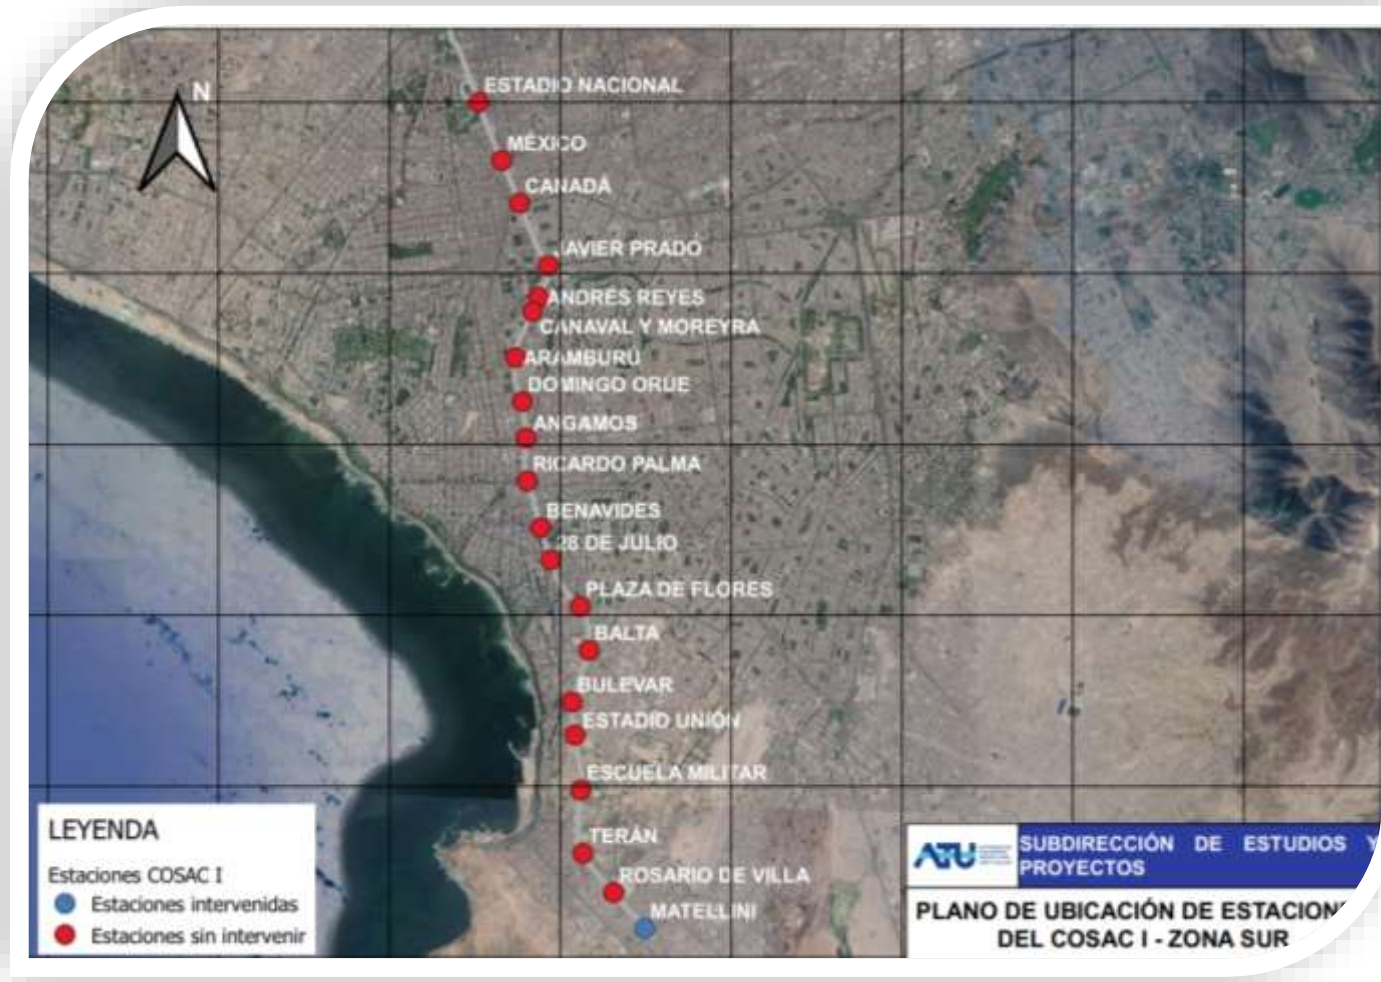 N
ESTADIO NACIONAL
MÉXICO
CANADÁ
JAVIER PRADO
ANDRÉS REYES
CANAVAL Y MOREYRA
ARAMBURÚ
DOMINGO ORUE
ANGAMOS
RICARDO PALMA
BENAVIDES
28 DE JULIO
PLAZA DE FLORES
BALTA
BULEVAR
ESTADIO UNIÓN
ESCUELA MILITAR
TERÁN
ROSARIO DE VILLA
MATELLINI
LEYENDA
Estaciones COSAC I
Estaciones intervenidas
Estaciones sin intervenir
ATU
SUBDIRECCIÓN DE ESTUDIOS Y
PROYECTOS
PLANO DE UBICACIÓN DE ESTACION
DEL COSAC I - ZONA SUR